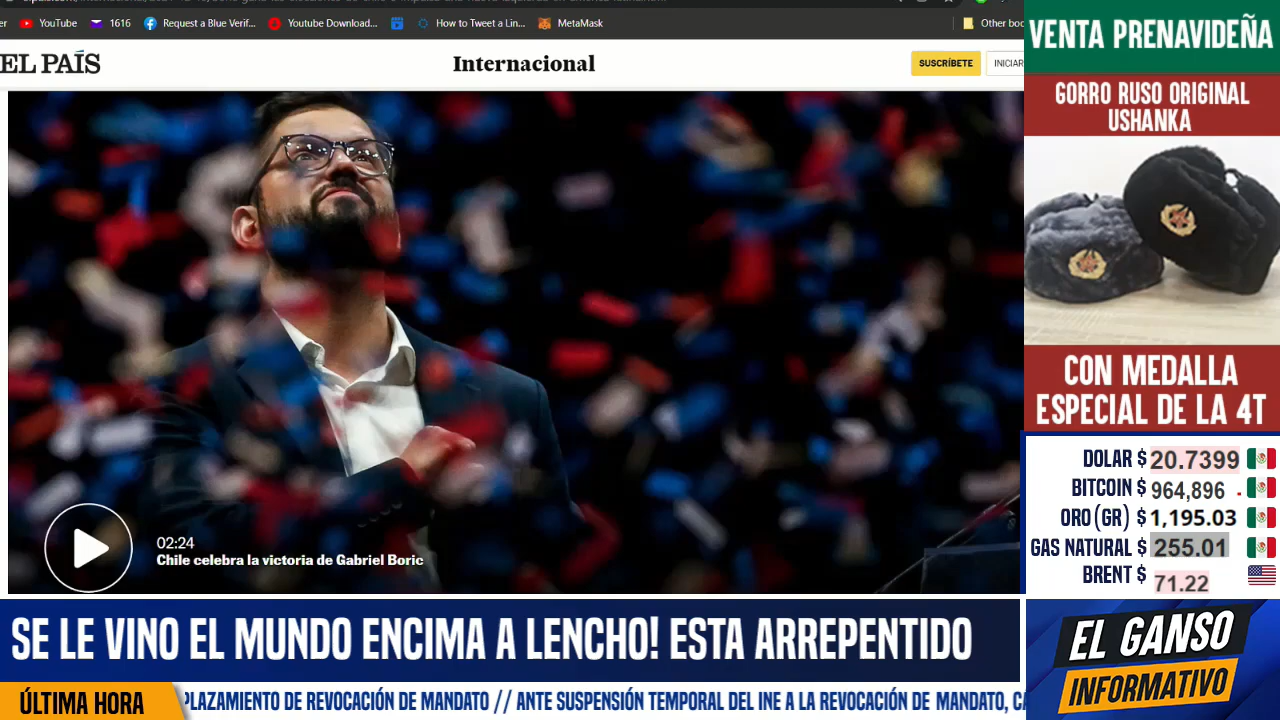 YouTube
1616
Request a Blue Verif...
Youtube Download...
How to Tweet a Lin...
MetaMask
Other
EL PAÍS
Internacional
SUSCRÍBETE
INICIAR
02:24
Chile celebra la victoria de Gabriel Boric
VENTA PRENAVIDEÑA
GORRO RUSO ORIGINAL
USHANKA
CON MEDALLA
ESPECIAL DE LA 4T
DOLAR $ 20.7399
BITCOIN $ 964,896
ORO(GR) $ 1,195.03
GAS NATURAL $ 255.01
BRENT $ 71.22
SE LE VINO EL MUNDO ENCIMA A LENCHO! ESTA ARREPENTIDO
EL GANSO
INFORMATIVO
ÚLTIMA HORA
PLAZAMIENTO DE REVOCACIÓN DE MANDATO // ANTE SUSPENSIÓN TEMPORAL DEL INE A LA REVOCACIÓN DE MANDATO, CA